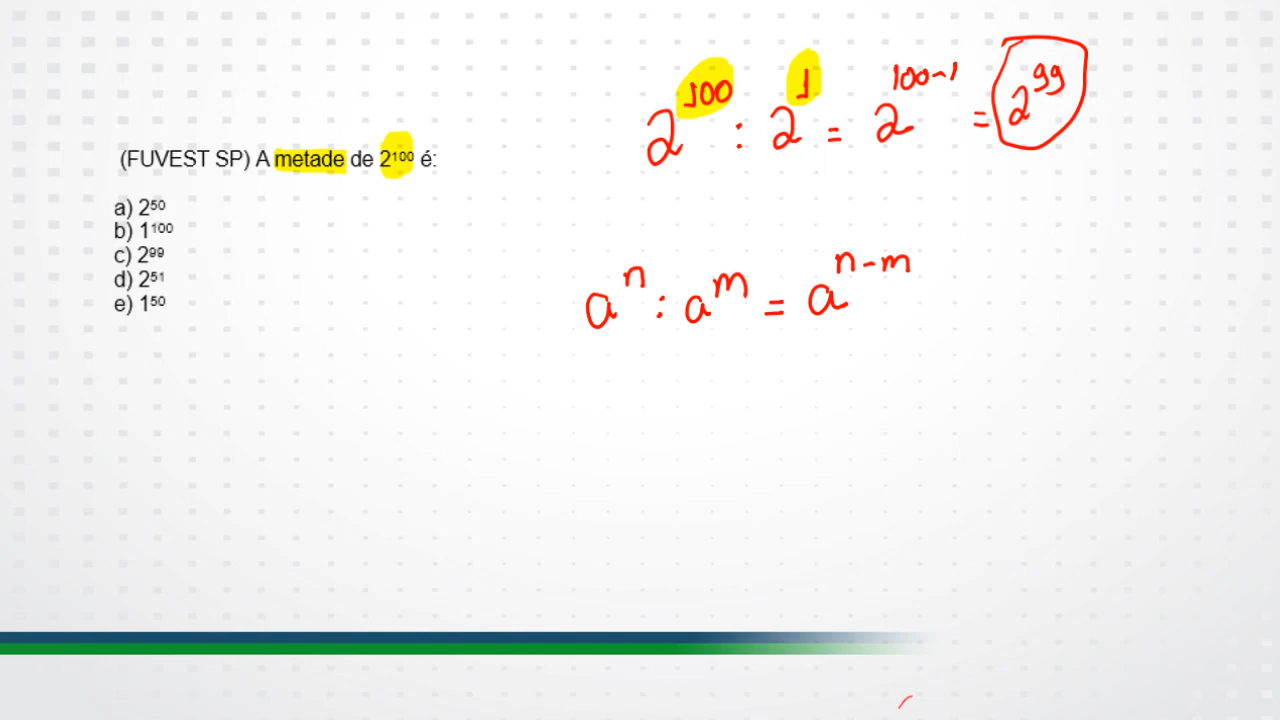 (FUVEST SP) A metade de 2¹⁰⁰ é:
a) 2⁵⁰
b) 1¹⁰⁰
c) 2⁹⁹
d) 2⁵¹
e) 1⁵⁰
2¹⁰⁰ : 2¹ = 2¹⁰⁰⁻¹ = 2⁹⁹
aⁿ : aᵐ = aⁿ⁻ᵐ